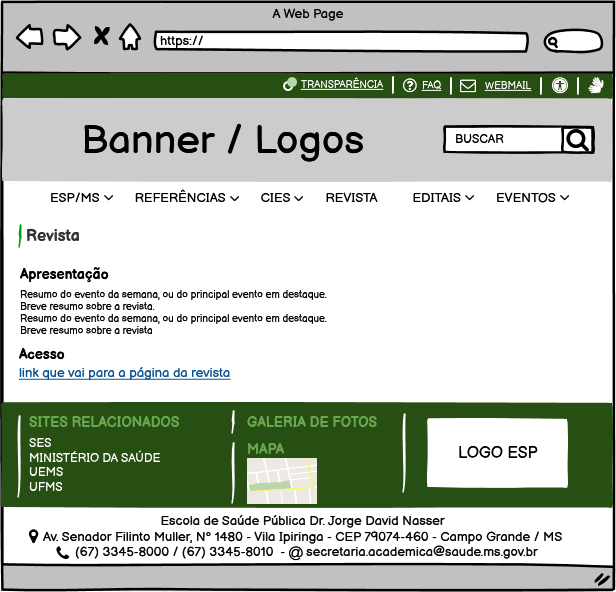 A Web Page
https://
TRANSPARÊNCIA FAQ WEBMAIL
Banner / Logos
BUSCAR
ESP/MS REFERÊNCIAS CIES REVISTA EDITAIS EVENTOS
Revista
Apresentação
Resumo do evento da semana, ou do principal evento em destaque.
Breve resumo sobre a revista.
Resumo do evento da semana, ou do principal evento em destaque.
Breve resumo sobre a revista
Acesso
link que vai para a página da revista
SITES RELACIONADOS
SES
MINISTÉRIO DA SAÚDE
UEMS
UFMS
GALERIA DE FOTOS
MAPA
LOGO ESP
Escola de Saúde Pública Dr. Jorge David Nasser
Av. Senador Filinto Muller, Nº 1480 - Vila Ipiringa - CEP 79074-460 - Campo Grande / MS
(67) 3345-8000 / (67) 3345-8010 - @ secretaria.academica@saude.ms.gov.br